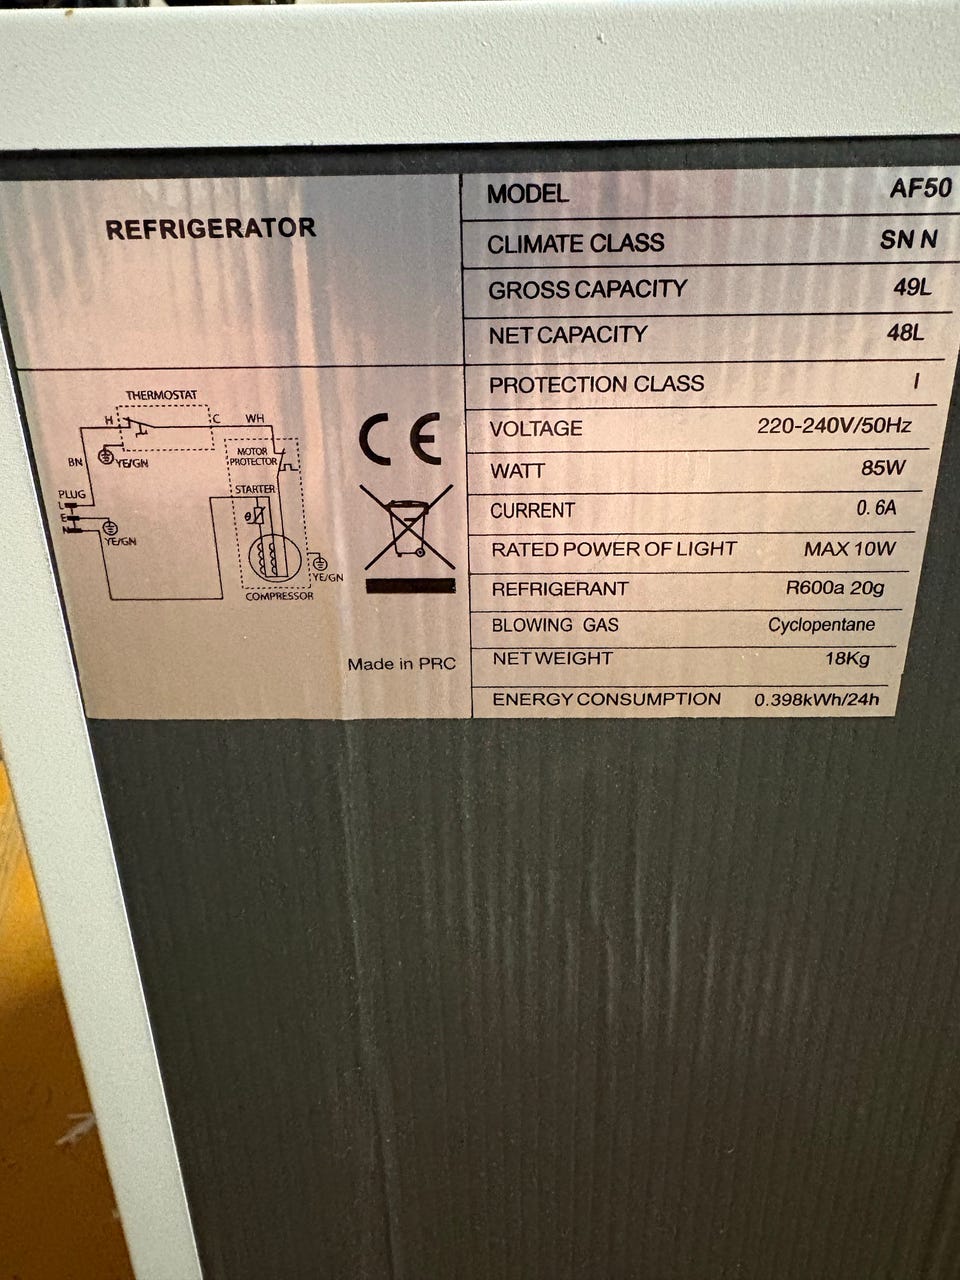 REFRIGERATOR
MODEL AF50
CLIMATE CLASS SN N
GROSS CAPACITY 49L
NET CAPACITY 48L
PROTECTION CLASS I
VOLTAGE 220-240V/50Hz
WATT 85W
CURRENT 0.6A
RATED POWER OF LIGHT MAX 10W
REFRIGERANT R600a 20g
BLOWING GAS Cyclopentane
NET WEIGHT 18Kg
ENERGY CONSUMPTION 0.398kWh/24h
THERMOSTAT
H C WH
BN YE/GN
MOTOR
PROTECTOR
PLUG
L
E
N
YE/GN
STARTER
θ
YE/GN
COMPRESSOR
CE
Made in PRC